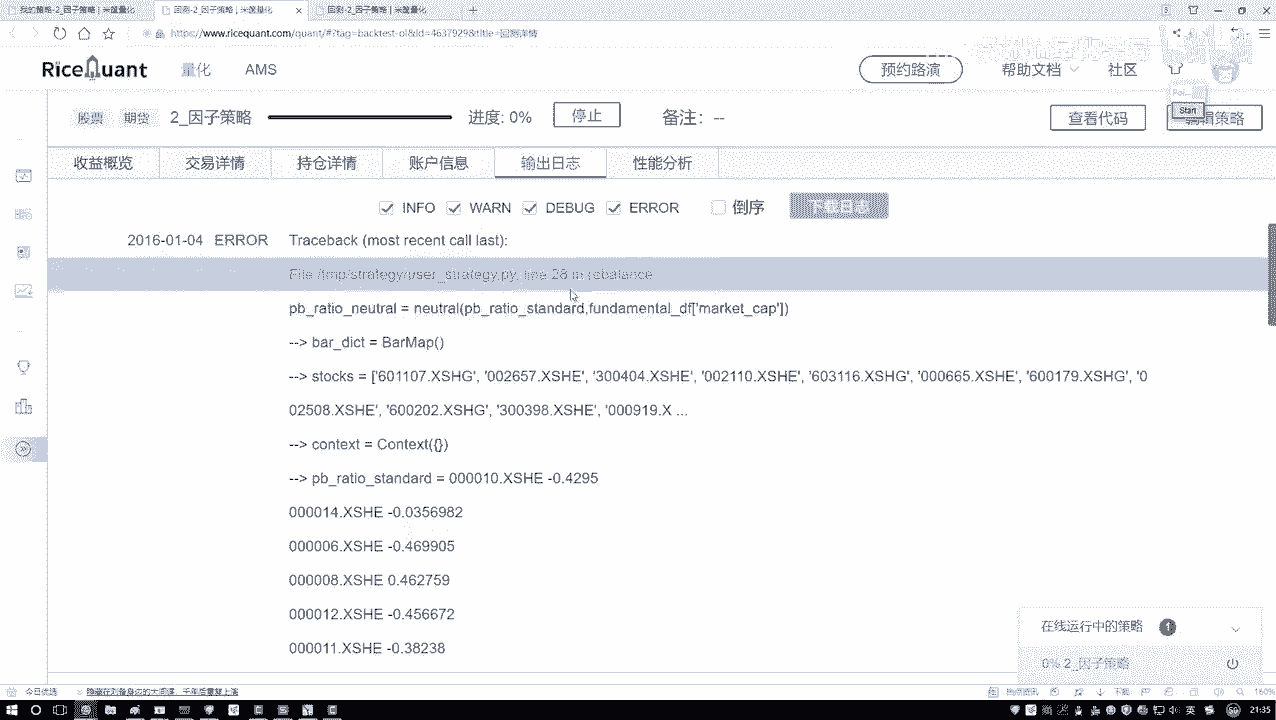 我的策略-2_因子策略 | 米筐量化
回测-2_因子策略 | 米筐量化
回测-2_因子策略 | 米筐量化
https://www.ricequant.com/quant/#?tag=backtest-ol&id=4637929&title=回测详情
RiceQuant 量化 AMS 预约路演 帮助文档 社区
Start
股票 期货 2_因子策略 进度: 0% 停止 备注: -- 查看代码 编辑策略
收益概览 交易详情 持仓详情 账户信息 输出日志 性能分析
INFO WARN DEBUG ERROR 倒序 下载日志
2016-01-04 ERROR Traceback (most recent call last):
File /tmp/strategy/user_strategy.py, line 28 in rebalance
pb_ratio_neutral = neutral(pb_ratio_standard,fundamental_df['market_cap'])
--> bar_dict = BarMap()
--> stocks = ['601107.XSHG', '002657.XSHE', '300404.XSHE', '002110.XSHE', '603116.XSHG', '000665.XSHE', '600179.XSHG', '0
02508.XSHE', '600202.XSHG', '300398.XSHE', '000919.X ...
--> context = Context({})
--> pb_ratio_standard = 000010.XSHE -0.4295
000014.XSHE -0.0356982
000006.XSHE -0.469905
000008.XSHE 0.462759
000012.XSHE -0.456672
000011.XSHE -0.38238
在线运行中的策略 1
0% 2_因子策略
今日优选
160%
21:35